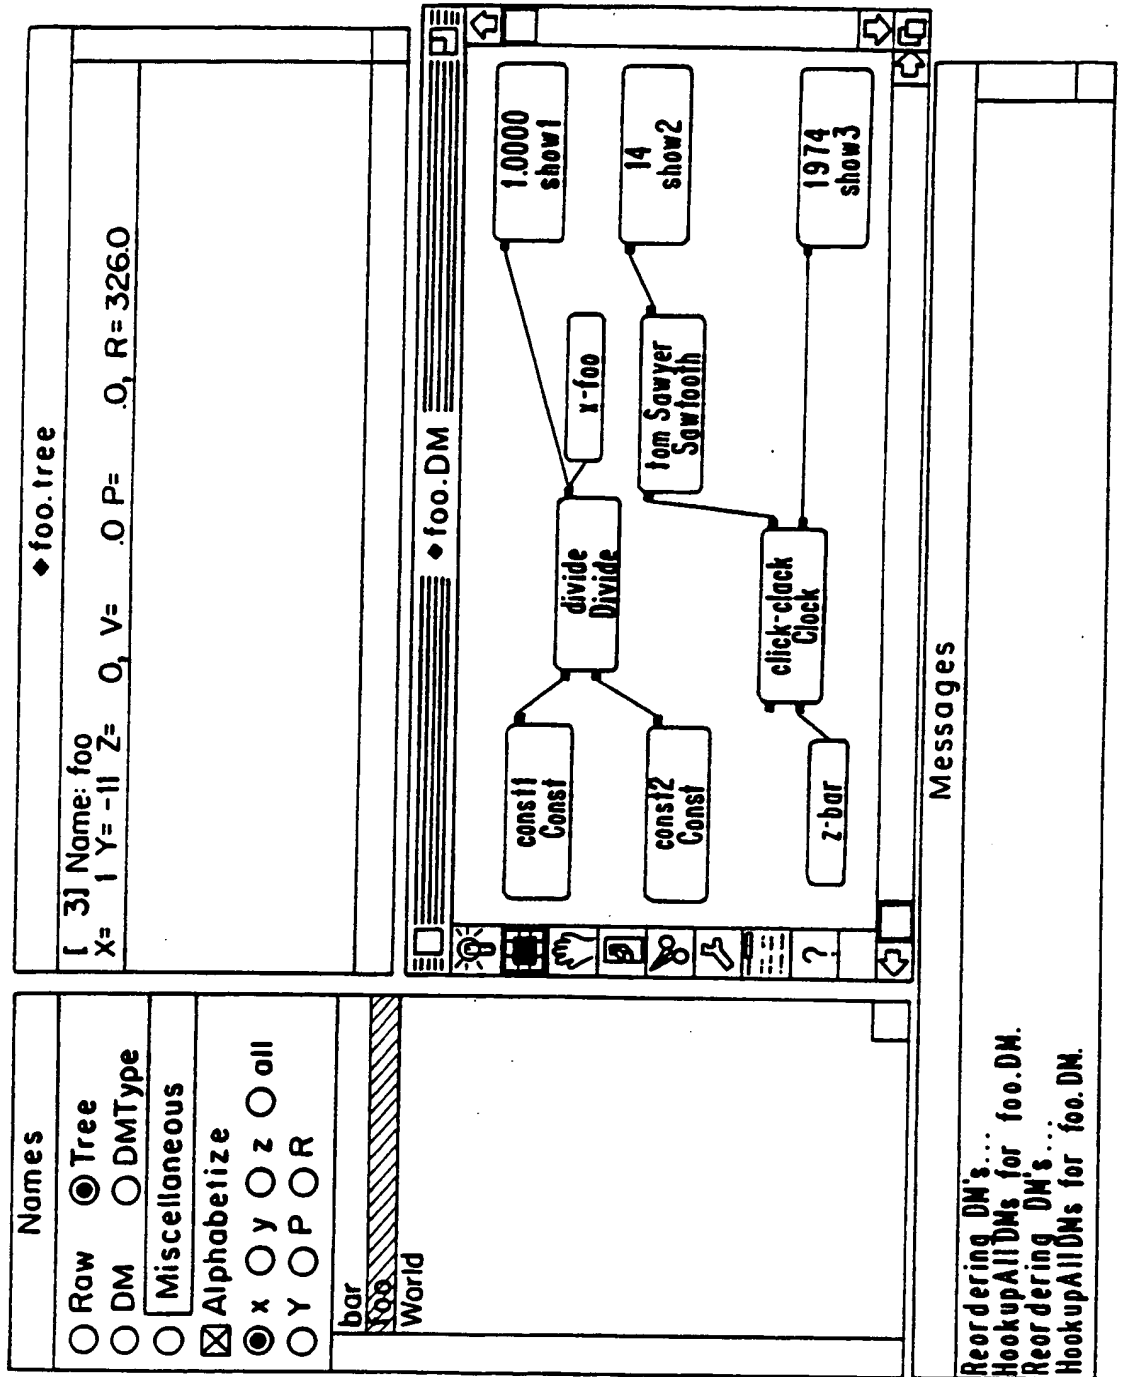 Names
Raw Tree
DM DMType
Miscellaneous
Alphabetize
x y z all
Y P R
bar
foo
World
◆foo.tree
[ 3] Name: foo
X= 1 Y= -11 Z= 0, V= .0 P= .0, R= 326.0
◆foo.DM
const1
Const
const2
Const
z-bar
divide
Divide
click-clack
Clock
x-foo
tom Sawyer
Sawtooth
1.0000
show1
14
show2
1974
show3
?
Messages
Reordering DM's...
HookupAllDMs for foo.DM.
Reordering DM's...
HookupAllDMs for foo.DM.